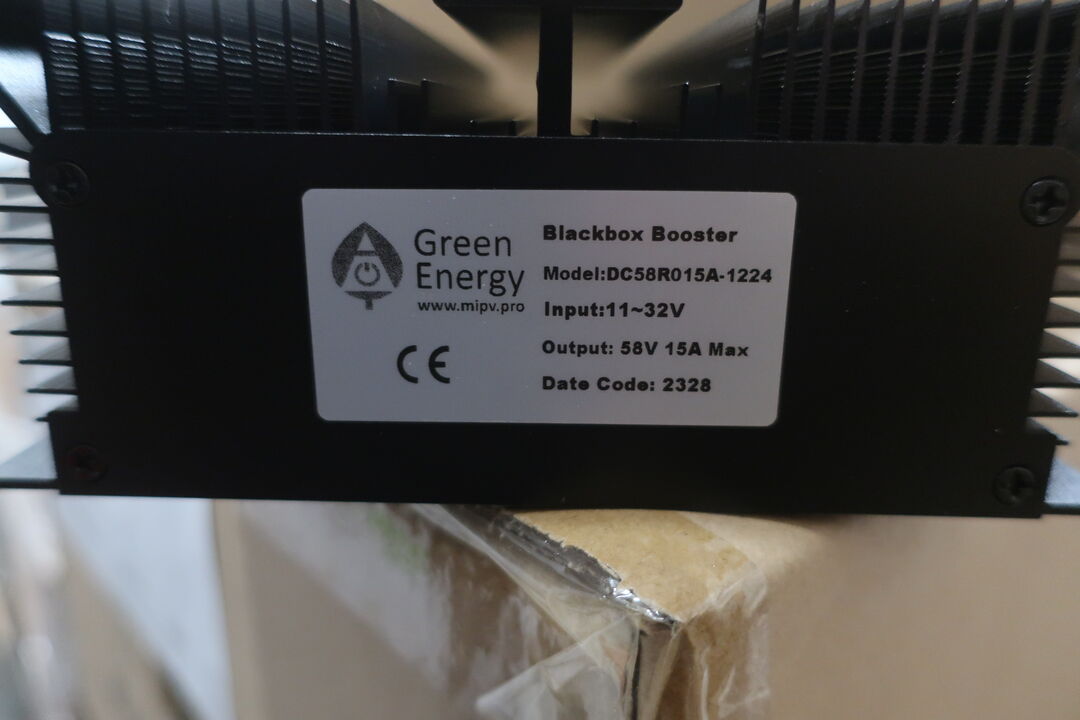 Green
Energy
www.mipv.pro
CE
Blackbox Booster
Model:DC58R015A-1224
Input:11~32V
Output: 58V 15A Max
Date Code: 2328